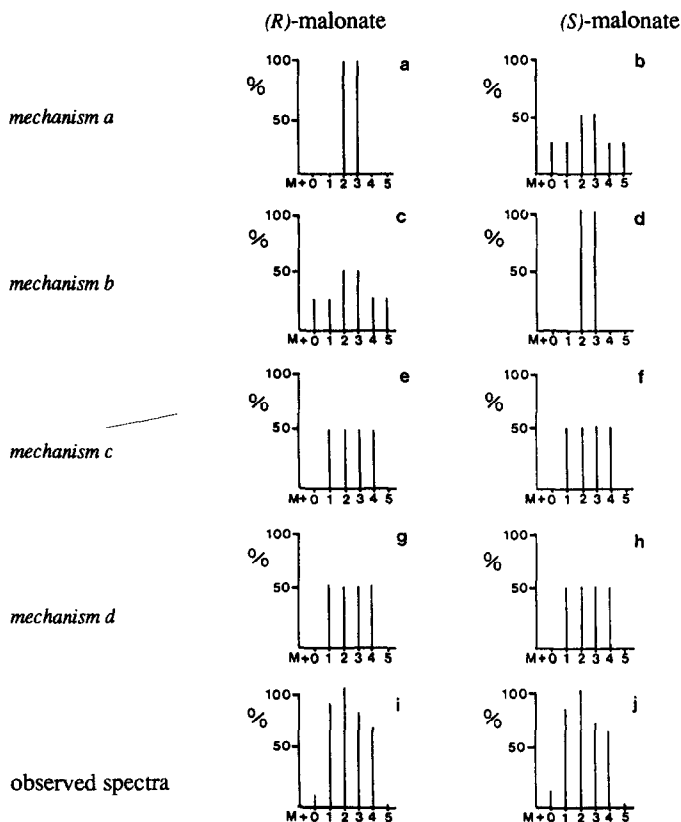 (R)-malonate (S)-malonate
mechanism a
a
100
%
50
M+0 1 2 3 4 5
b
100
%
50
M+0 1 2 3 4 5
mechanism b
c
100
%
50
M+0 1 2 3 4 5
d
100
%
50
M+0 1 2 3 4 5
mechanism c
e
100
%
50
M+0 1 2 3 4 5
f
100
%
50
M+0 1 2 3 4 5
mechanism d
g
100
%
50
M+0 1 2 3 4 5
h
100
%
50
M+0 1 2 3 4 5
observed spectra
i
100
%
50
M+0 1 2 3 4 5
j
100
%
50
M+0 1 2 3 4 5